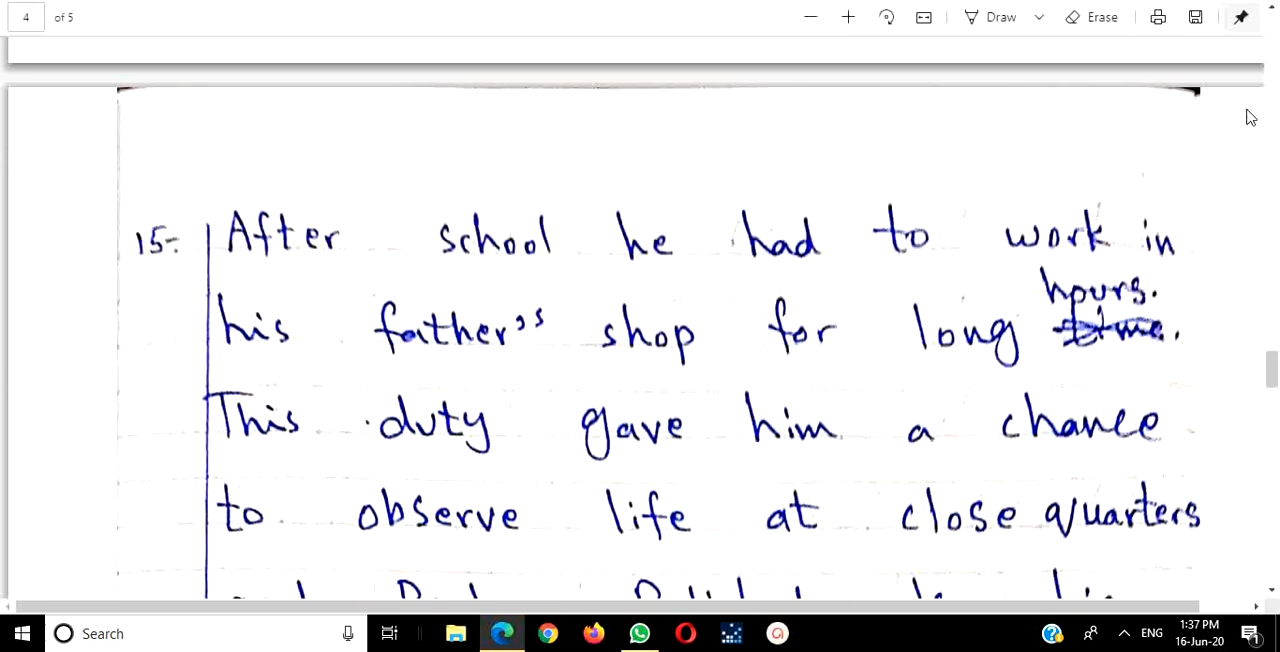 4 of 5 Draw Erase
15- After school he had to work in
hours.
his father's shop for long time.
This duty gave him a chance
to observe life at close quarters
Search ENG 1:37 PM
16-Jun-20 1